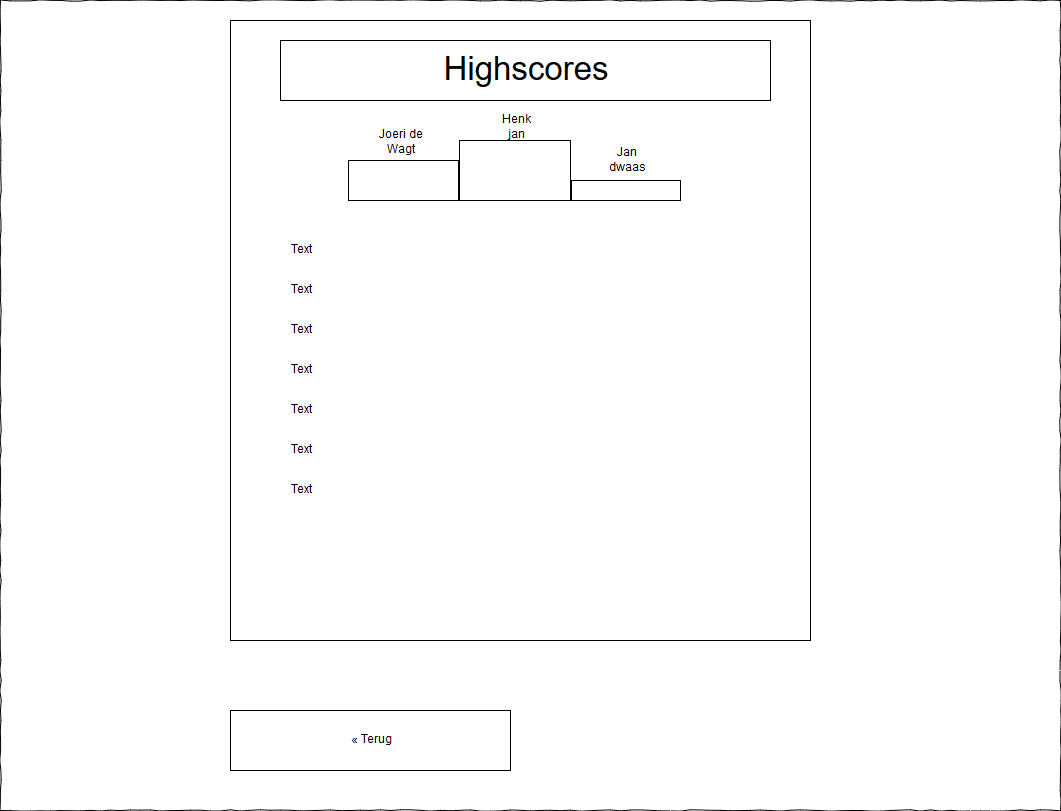 Highscores
Henk
jan
Joeri de
Wagt
Jan
dwaas
Text
Text
Text
Text
Text
Text
Text
« Terug